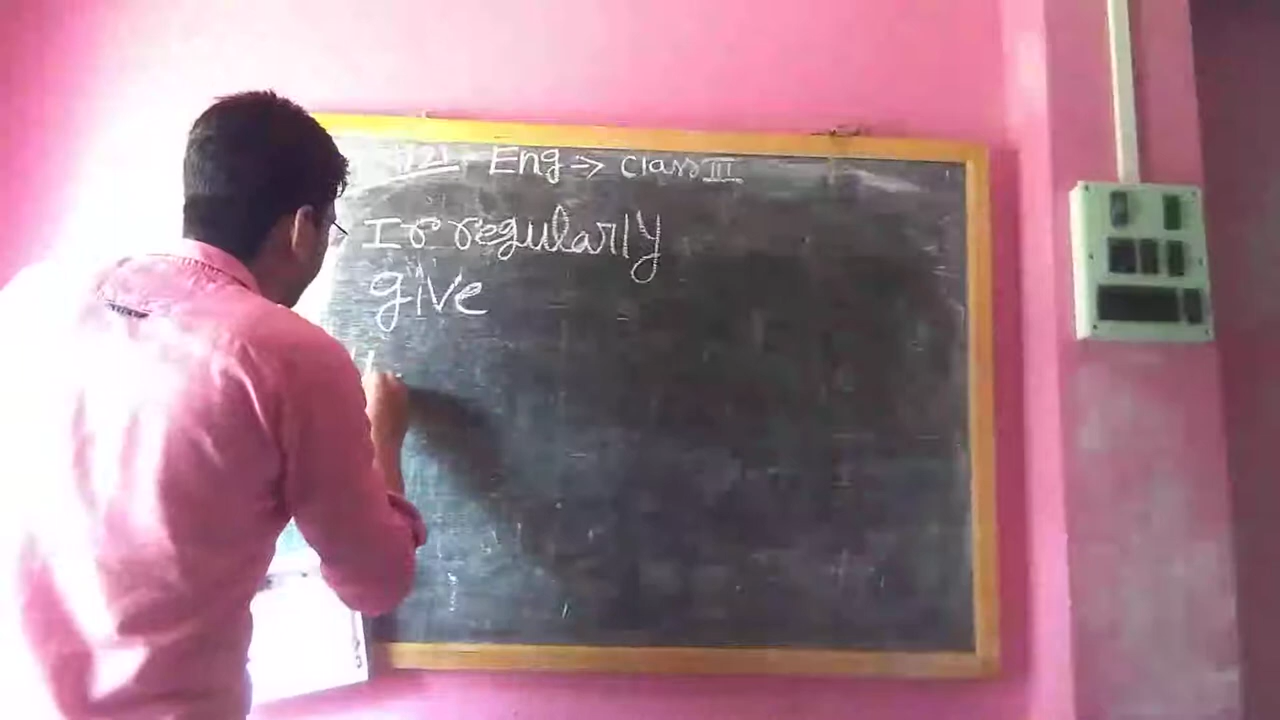 Eng → Class III
Irregularly
give